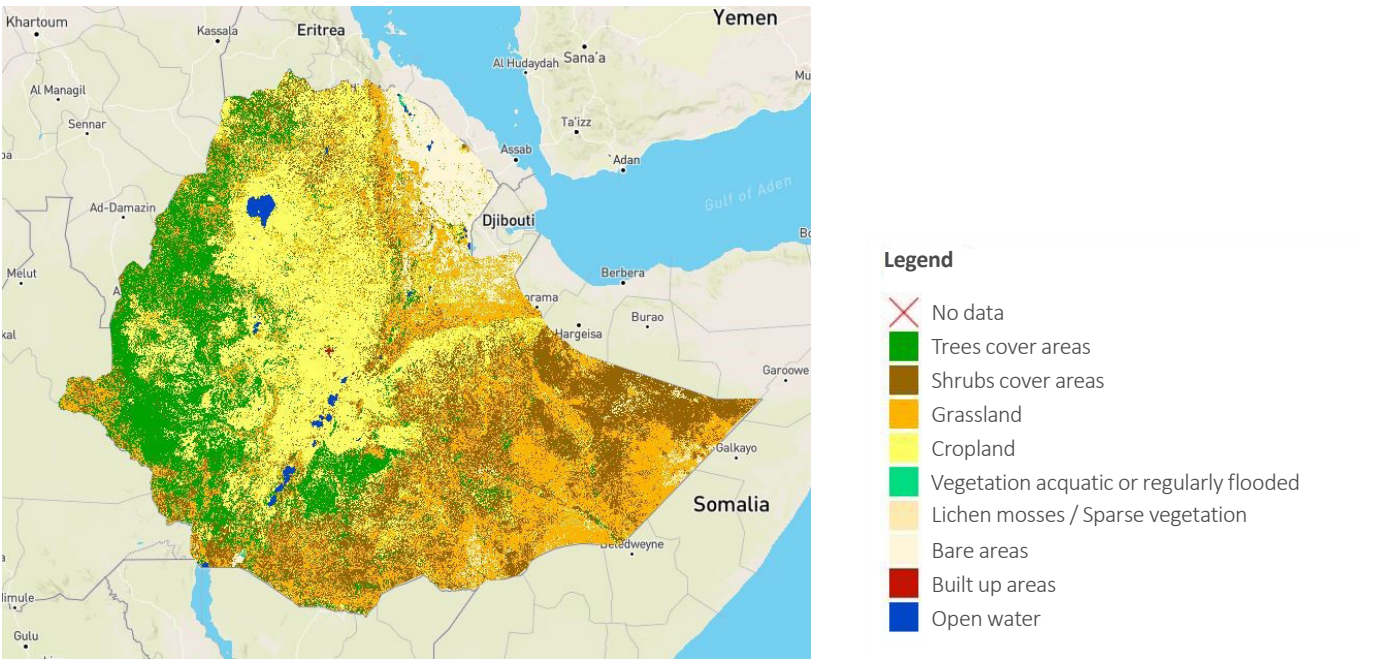 Khartoum
Kassala
Eritrea
Yemen
Al Hudaydah
Sana'a
Al Managil
Mu
Sennar
Ta'izz
Assab
`Adan
Ad-Damazin
Gulf of Aden
Djibouti
Melut
Berbera
A
orama
Burao
kal
Hargeisa
Garoowe
Galkayo
Somalia
Beledweyne
imule
Gulu
Legend
No data
Trees cover areas
Shrubs cover areas
Grassland
Cropland
Vegetation acquatic or regularly flooded
Lichen mosses / Sparse vegetation
Bare areas
Built up areas
Open water